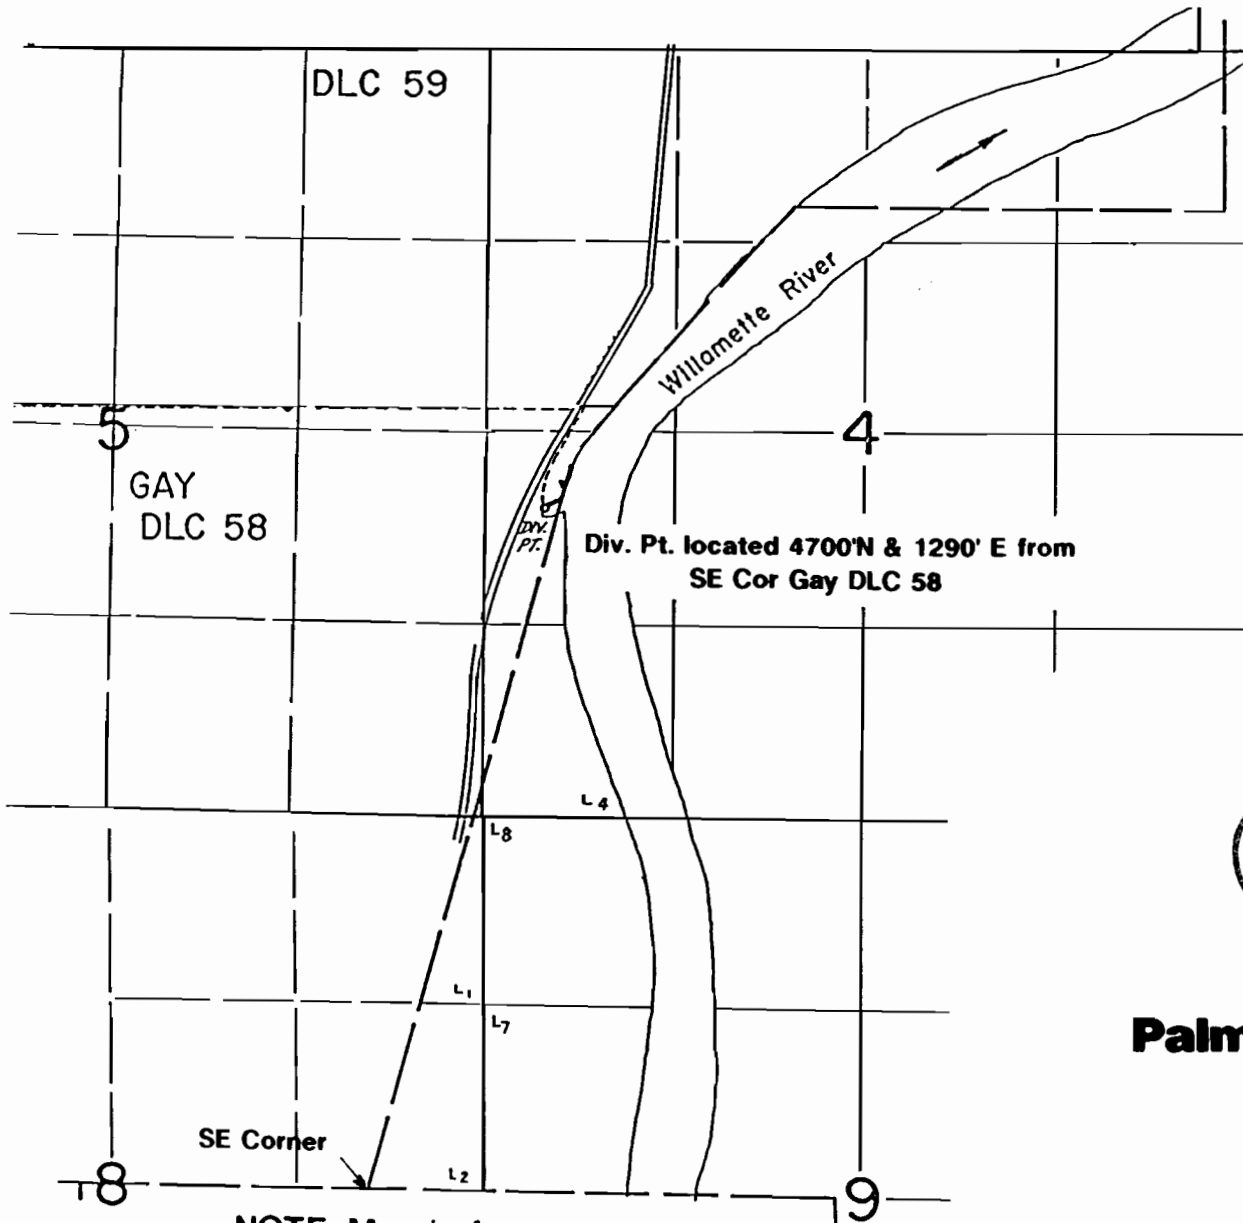 DLC 59
Willamette River
5
4
GAY
DLC 58
DIV.
PT.
Div. Pt. located 4700'N & 1290' E from
SE Cor Gay DLC 58
L4
L8
L1
L7
Palm
SE Corner
L2
8
9